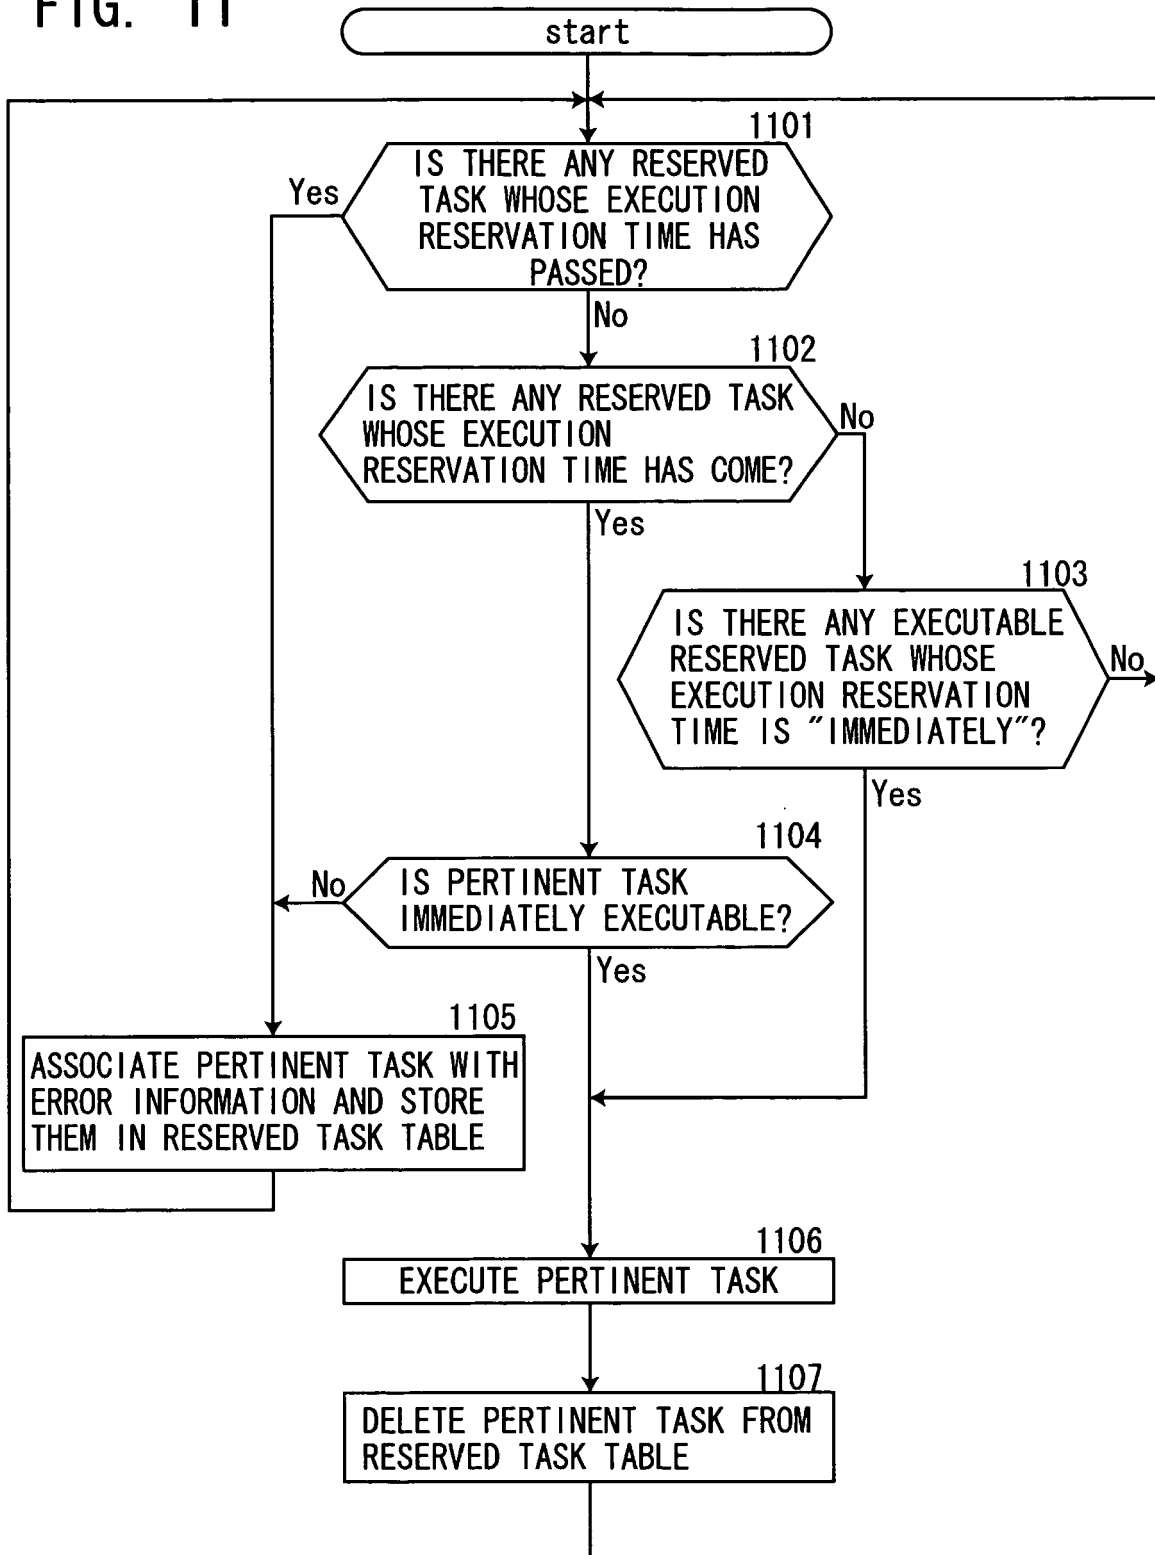 FIG. 11
start
1101
IS THERE ANY RESERVED
TASK WHOSE EXECUTION
RESERVATION TIME HAS
PASSED?
Yes
No
1102
IS THERE ANY RESERVED TASK
WHOSE EXECUTION
RESERVATION TIME HAS COME?
No
Yes
1103
IS THERE ANY EXECUTABLE
RESERVED TASK WHOSE
EXECUTION RESERVATION
TIME IS "IMMEDIATELY"?
No
Yes
1104
IS PERTINENT TASK
IMMEDIATELY EXECUTABLE?
No
Yes
1105
ASSOCIATE PERTINENT TASK WITH
ERROR INFORMATION AND STORE
THEM IN RESERVED TASK TABLE
1106
EXECUTE PERTINENT TASK
1107
DELETE PERTINENT TASK FROM
RESERVED TASK TABLE